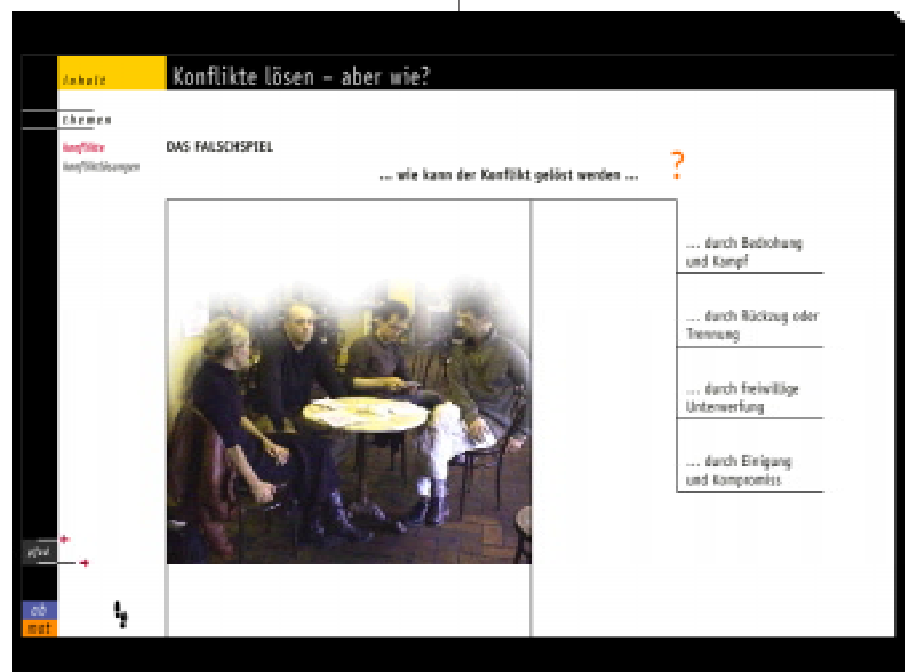 Inhalt
Konflikte lösen – aber wie?
themen
konflikte
konfliktlösungen
DAS FALSCHSPIEL
... wie kann der Konflikt gelöst werden ... ?
... durch Bedrohung
und Kampf
... durch Rückzug oder
Trennung
... durch freiwillige
Unterwerfung
... durch Einigung
und Kompromiss
pfad
ab
mat